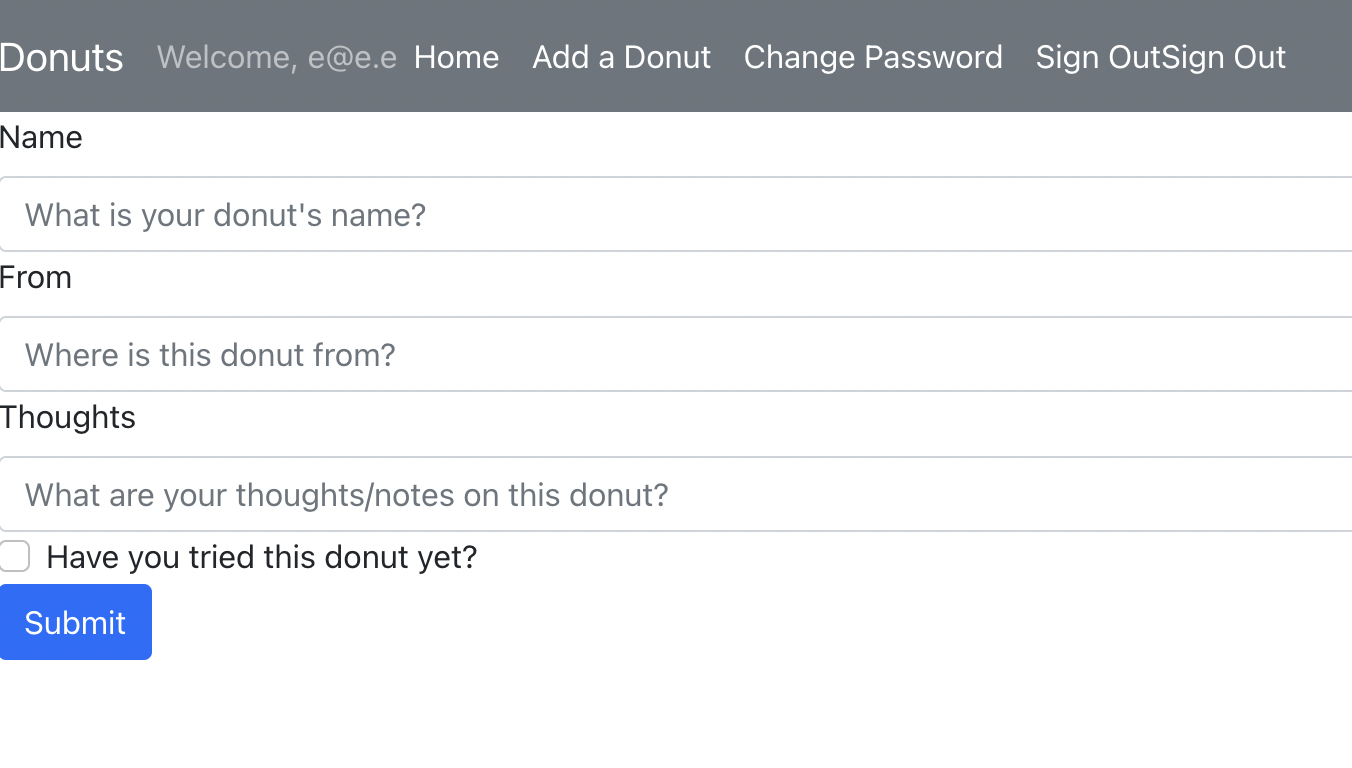 Donuts Welcome, e@e.e Home Add a Donut Change Password Sign OutSign Out
Name
What is your donut's name?
From
Where is this donut from?
Thoughts
What are your thoughts/notes on this donut?
Have you tried this donut yet?
Submit